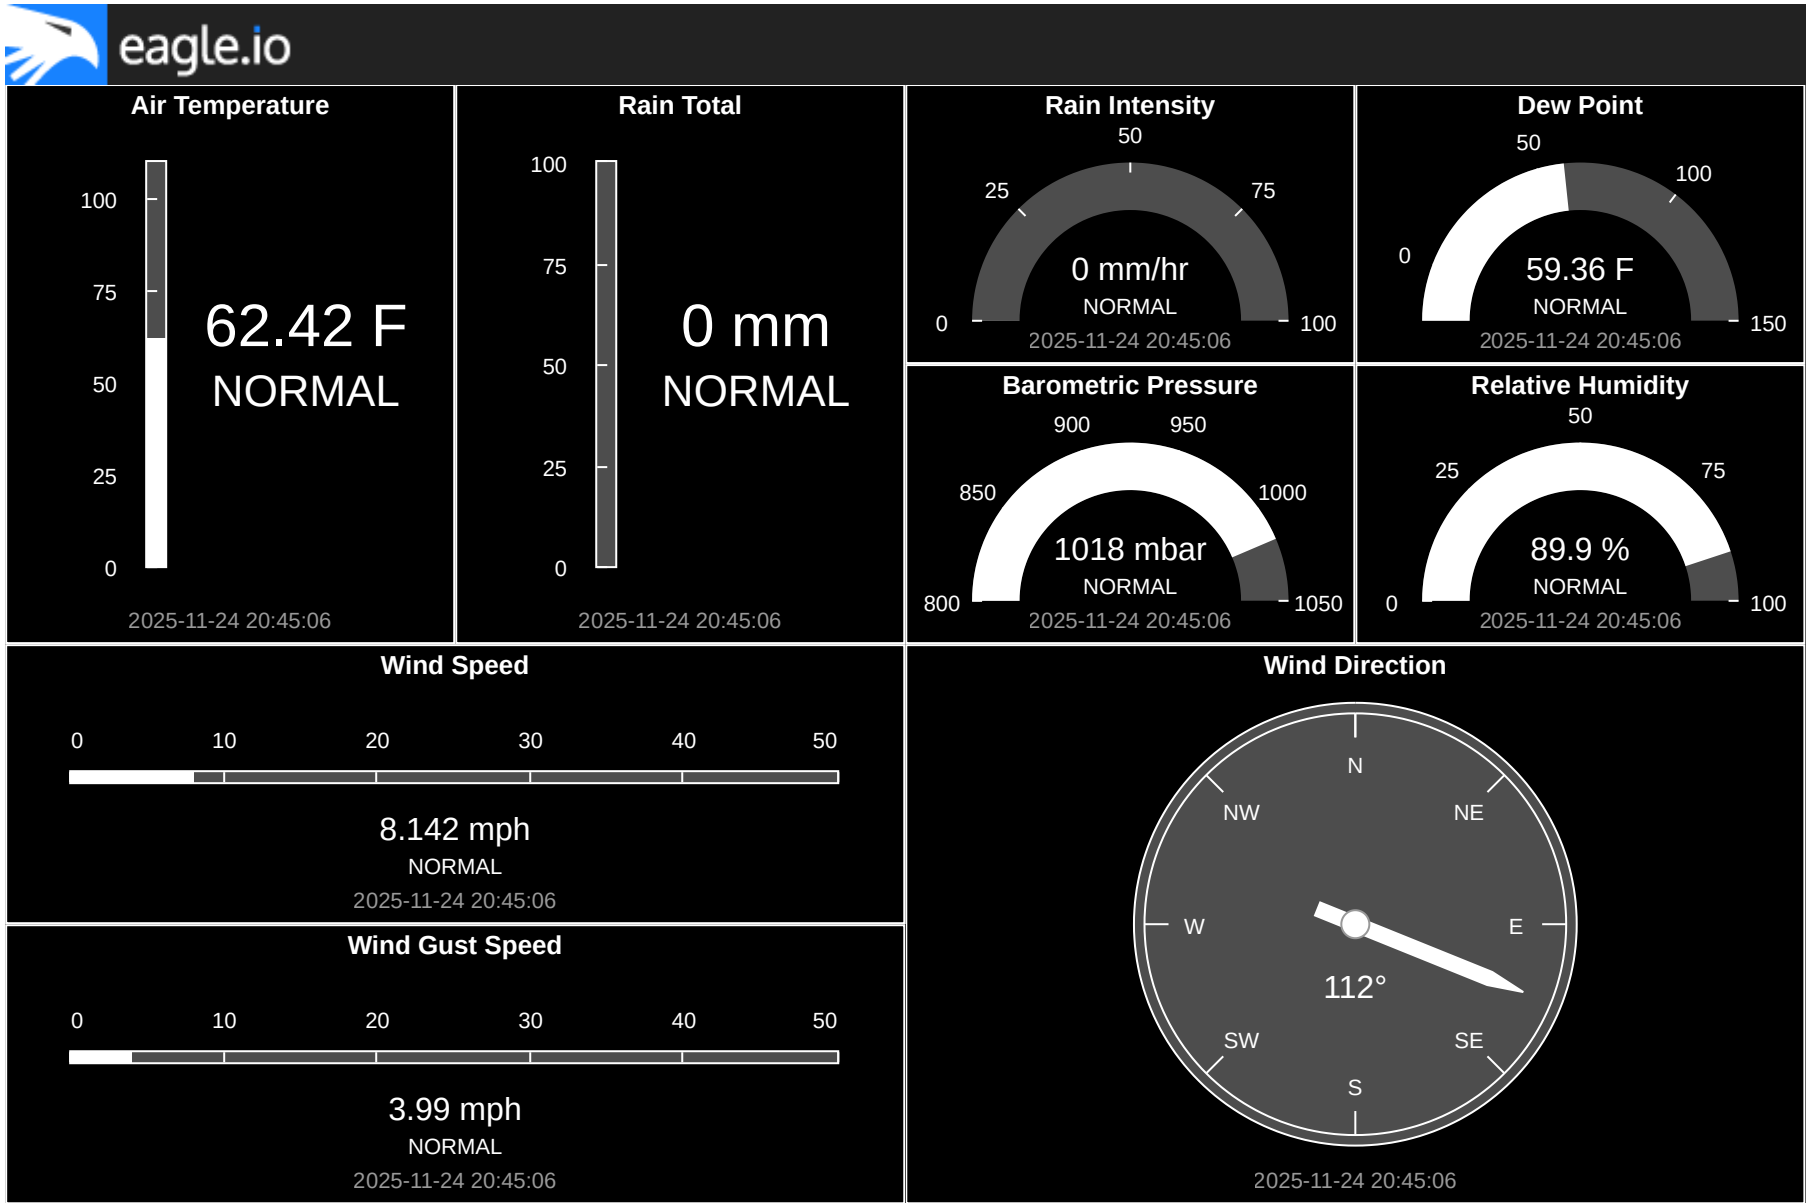 eagle.io
Air Temperature
100
75
50
25
0
62.42 F
NORMAL
2025-11-24 20:45:06
Rain Total
100
75
50
25
0
0 mm
NORMAL
2025-11-24 20:45:06
Rain Intensity
50
25
75
0
100
0 mm/hr
NORMAL
2025-11-24 20:45:06
Dew Point
50
100
0
150
59.36 F
NORMAL
2025-11-24 20:45:06
Barometric Pressure
900
950
850
1000
800
1050
1018 mbar
NORMAL
2025-11-24 20:45:06
Relative Humidity
50
25
75
0
100
89.9 %
NORMAL
2025-11-24 20:45:06
Wind Speed
0 10 20 30 40 50
8.142 mph
NORMAL
2025-11-24 20:45:06
Wind Gust Speed
0 10 20 30 40 50
3.99 mph
NORMAL
2025-11-24 20:45:06
Wind Direction
N
NW NE
W E
112°
SW SE
S
2025-11-24 20:45:06